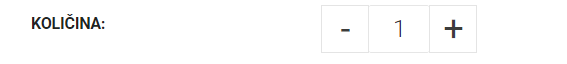 KOLIČINA: - 1 +